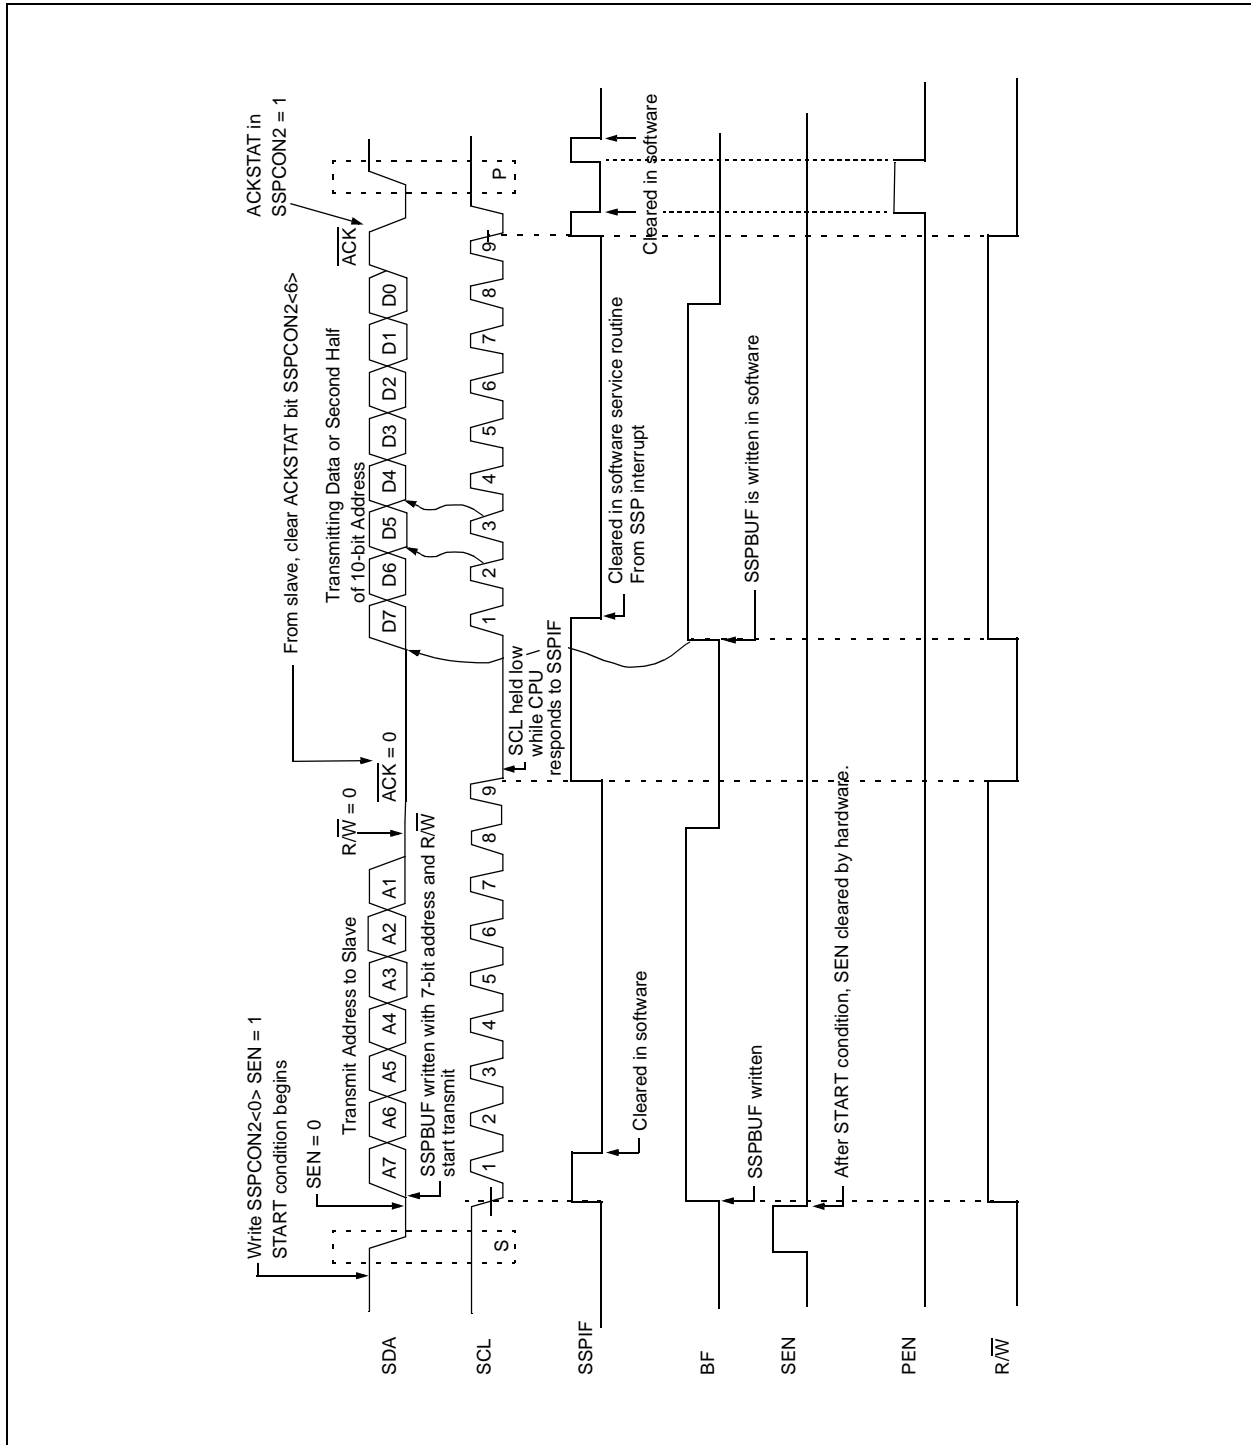 Write SSPCON2<0> SEN = 1
START condition begins
SEN = 0
Transmit Address to Slave
R/W = 0
From slave, clear ACKSTAT bit SSPCON2<6>
ACK = 0
Transmitting Data or Second Half
of 10-bit Address
ACK
ACKSTAT in
SSPCON2 = 1
SDA
A7 A6 A5 A4 A3 A2 A1
D7 D6 D5 D4 D3 D2 D1 D0
SSPBUF written with 7-bit address and R/W
start transmit
SCL
S
1 2 3 4 5 6 7 8 9
1 2 3 4 5 6 7 8 9
P
SCL held low
while CPU
responds to SSPIF
SSPIF
Cleared in software
Cleared in software service routine
From SSP interrupt
Cleared in software
Cleared in software
BF
SSPBUF written
SSPBUF is written in software
SEN
After START condition, SEN cleared by hardware.
PEN
R/W